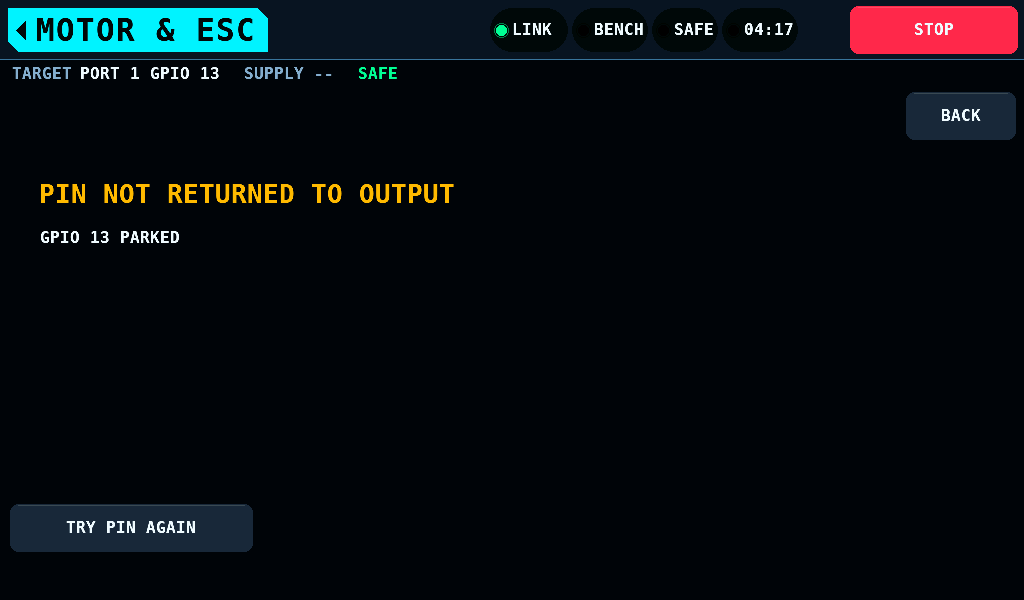 MOTOR & ESC
LINK
BENCH
SAFE
04:17
STOP
TARGET PORT 1 GPIO 13 SUPPLY -- SAFE
BACK
PIN NOT RETURNED TO OUTPUT
GPIO 13 PARKED
TRY PIN AGAIN